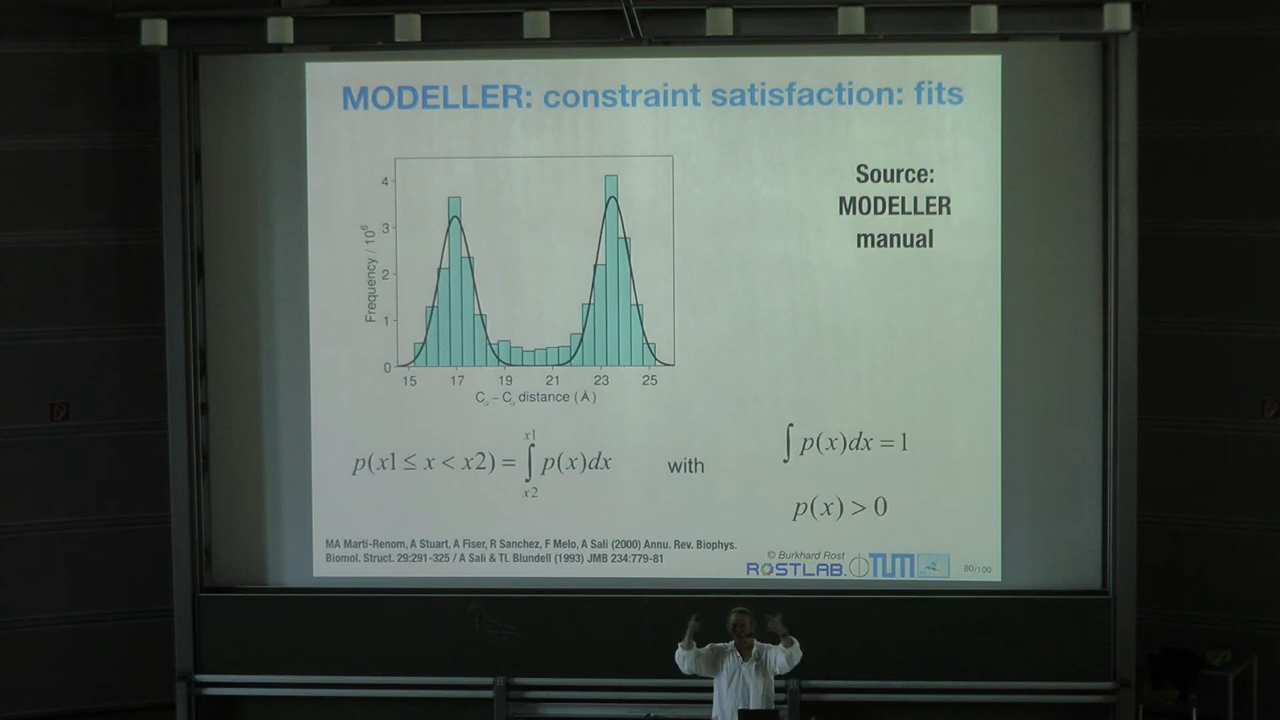 MODELLER: constraint satisfaction: fits
Source:
MODELLER
manual
4
3
2
1
0
Frequency / 10⁶
15 17 19 21 23 25
Cα – Cα distance (Å)
p(x1 ≤ x < x2) = ∫ p(x)dx
x1
x2
with
∫ p(x)dx = 1
p(x) > 0
MA Marti-Renom, A Stuart, A Fiser, R Sanchez, F Melo, A Sali (2000) Annu. Rev. Biophys.
Biomol. Struct. 29:291-325 / A Sali & TL Blundell (1993) JMB 234:779-81
© Burkhard Rost
ROSTLAB.
TUM
80/100